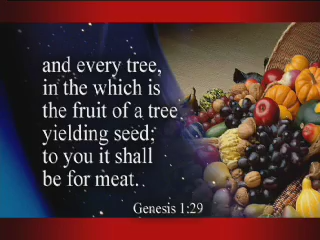 and every tree,
in the which is
the fruit of a tree
yielding seed;
to you it shall
be for meat.
Genesis 1:29